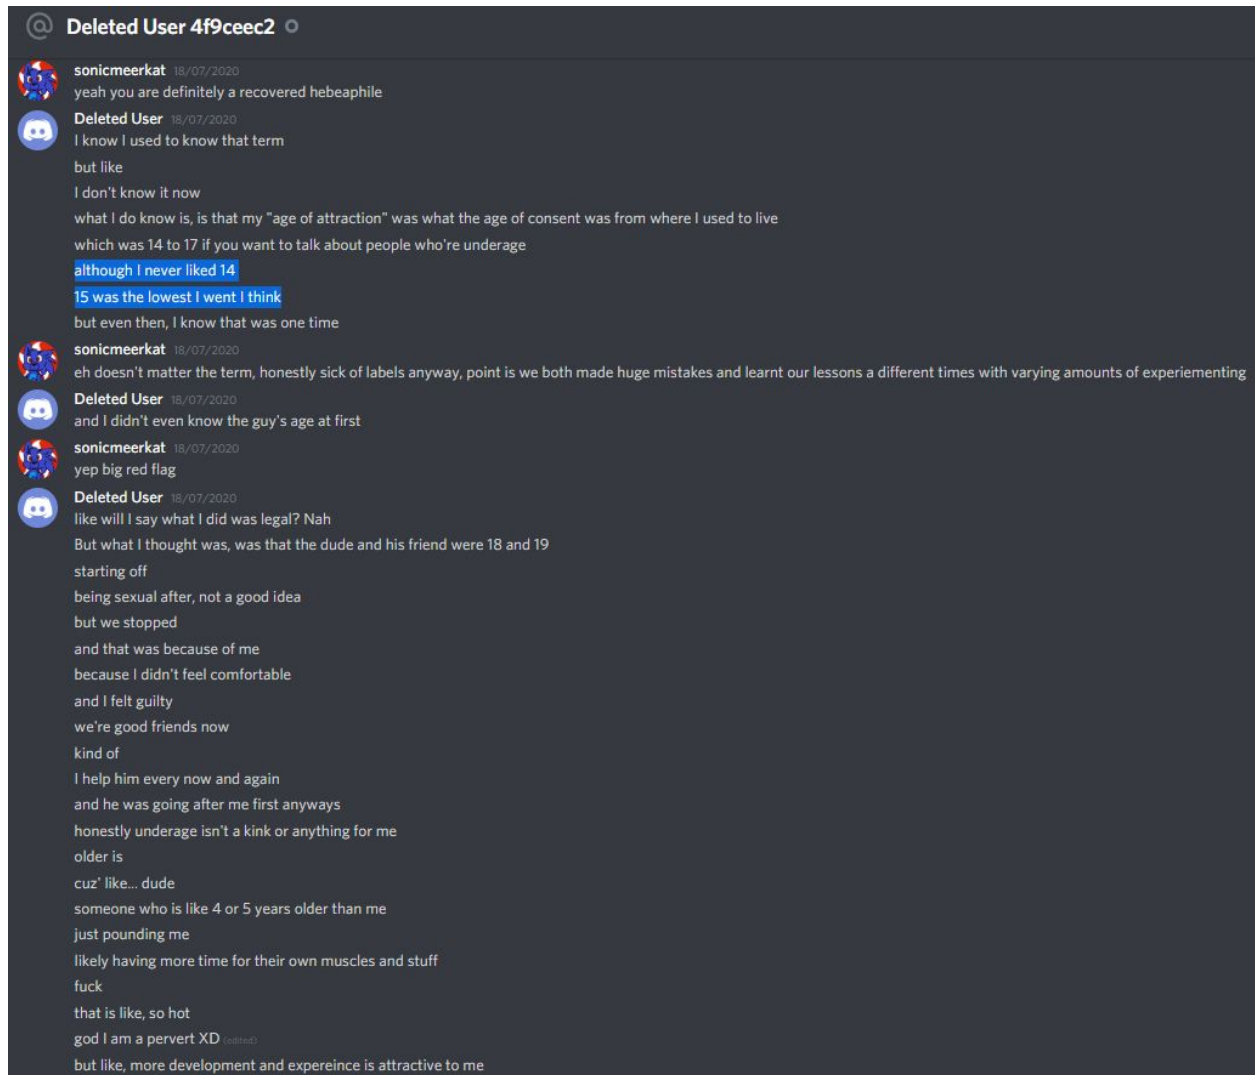 Deleted User 4f9ceec2
sonicmeerkat 18/07/2020
yeah you are definitely a recovered hebeaphile
Deleted User 18/07/2020
I know I used to know that term
but like
I don't know it now
what I do know is, is that my "age of attraction" was what the age of consent was from where I used to live
which was 14 to 17 if you want to talk about people who're underage
although I never liked 14
15 was the lowest I went I think
but even then, I know that was one time
sonicmeerkat 18/07/2020
eh doesn't matter the term, honestly sick of labels anyway, point is we both made huge mistakes and learnt our lessons a different times with varying amounts of experiementing
Deleted User 18/07/2020
and I didn't even know the guy's age at first
sonicmeerkat 18/07/2020
yep big red flag
Deleted User 18/07/2020
like will I say what I did was legal? Nah
But what I thought was, was that the dude and his friend were 18 and 19
starting off
being sexual after, not a good idea
but we stopped
and that was because of me
because I didn't feel comfortable
and I felt guilty
we're good friends now
kind of
I help him every now and again
and he was going after me first anyways
honestly underage isn't a kink or anything for me
older is
cuz' like... dude
someone who is like 4 or 5 years older than me
just pounding me
likely having more time for their own muscles and stuff
fuck
that is like, so hot
god I am a pervert XD (edited)
but like, more development and expereince is attractive to me